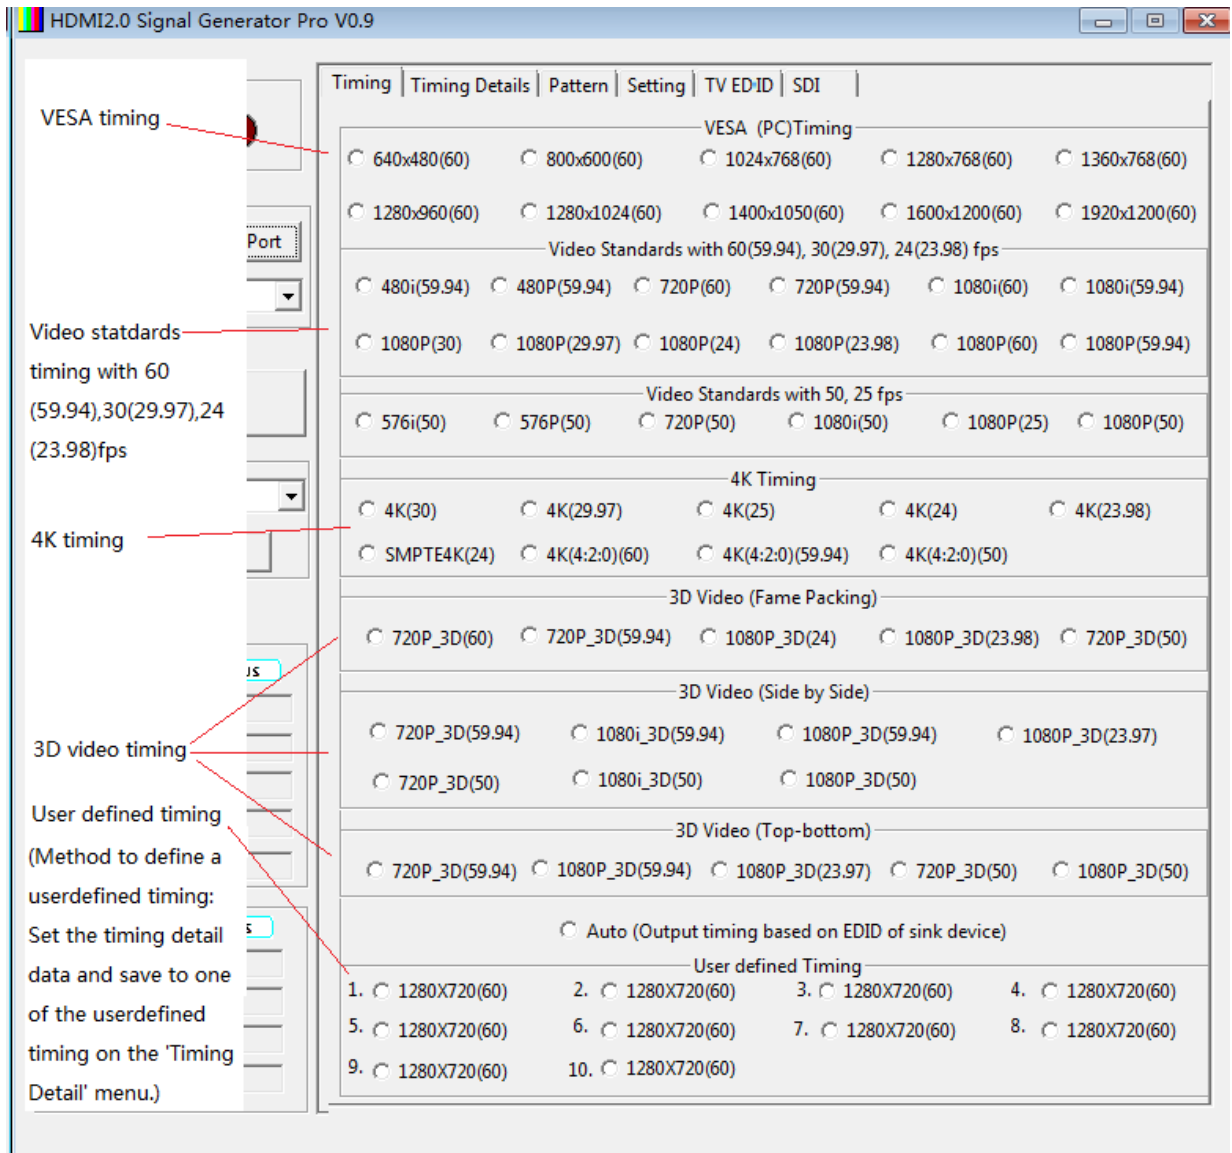 HDMI2.0 Signal Generator Pro V0.9
Timing Timing Details Pattern Setting TV EDID SDI
VESA timing
Port
Video statdards
timing with 60
(59.94),30(29.97),24
(23.98)fps
4K timing
3D video timing
User defined timing
(Method to define a
userdefined timing:
Set the timing detail
data and save to one
of the userdefined
timing on the 'Timing
Detail' menu.)
VESA (PC)Timing
640x480(60) 800x600(60) 1024x768(60) 1280x768(60) 1360x768(60)
1280x960(60) 1280x1024(60) 1400x1050(60) 1600x1200(60) 1920x1200(60)
Video Standards with 60(59.94), 30(29.97), 24(23.98) fps
480i(59.94) 480P(59.94) 720P(60) 720P(59.94) 1080i(60) 1080i(59.94)
1080P(30) 1080P(29.97) 1080P(24) 1080P(23.98) 1080P(60) 1080P(59.94)
Video Standards with 50, 25 fps
576i(50) 576P(50) 720P(50) 1080i(50) 1080P(25) 1080P(50)
4K Timing
4K(30) 4K(29.97) 4K(25) 4K(24) 4K(23.98)
SMPTE4K(24) 4K(4:2:0)(60) 4K(4:2:0)(59.94) 4K(4:2:0)(50)
3D Video (Fame Packing)
720P_3D(60) 720P_3D(59.94) 1080P_3D(24) 1080P_3D(23.98) 720P_3D(50)
3D Video (Side by Side)
720P_3D(59.94) 1080i_3D(59.94) 1080P_3D(59.94) 1080P_3D(23.97)
720P_3D(50) 1080i_3D(50) 1080P_3D(50)
3D Video (Top-bottom)
720P_3D(59.94) 1080P_3D(59.94) 1080P_3D(23.97) 720P_3D(50) 1080P_3D(50)
Auto (Output timing based on EDID of sink device)
User defined Timing
1. 1280X720(60) 2. 1280X720(60) 3. 1280X720(60) 4. 1280X720(60)
5. 1280X720(60) 6. 1280X720(60) 7. 1280X720(60) 8. 1280X720(60)
9. 1280X720(60) 10. 1280X720(60)